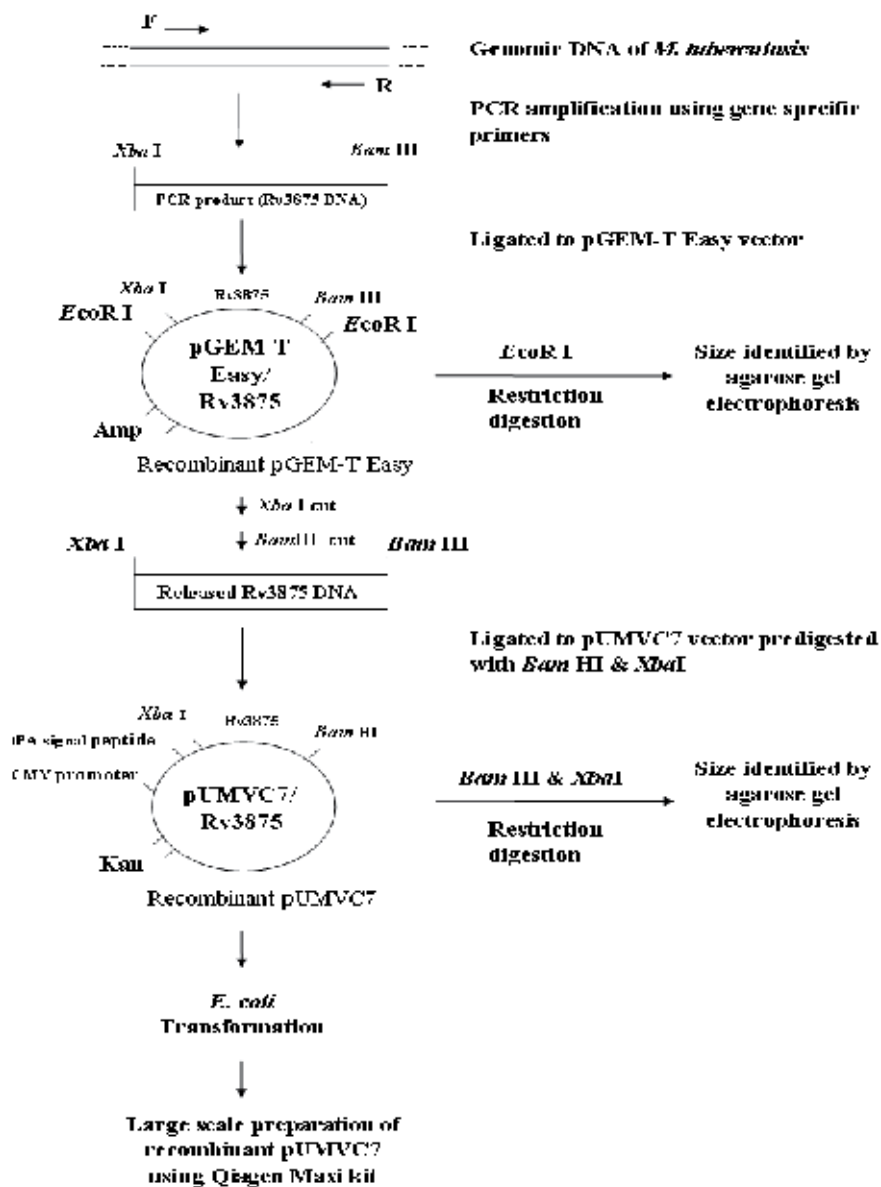 F
Genomic DNA of M. tuberculosis
R
PCR amplification using gene specific
primers
Xba I
Bam HI
PCR product (Rv3875 DNA)
Ligated to pGEM-T Easy vector
Xba I
Rv3875
Bam HI
EcoR I
EcoR I
pGEM T
Easy/
Rv3875
EcoR I
Restriction
digestion
Size identified by
agarose gel
electrophoresis
Amp
Recombinant pGEM-T Easy
Xba I cut
BamHI cut
Xba I
Bam HI
Released Rv3875 DNA
Ligated to pUMVC7 vector predigested
with Bam HI & XbaI
Xba I
Rv3875
Bam HI
tPA signal peptide
CMV promoter
pUMVC7/
Rv3875
Bam HI & XbaI
Restriction
digestion
Size identified by
agarose gel
electrophoresis
Kan
Recombinant pUMVC7
E. coli
Transformation
Large scale preparation of
recombinant pUMVC7
using Qiagen Maxi kit